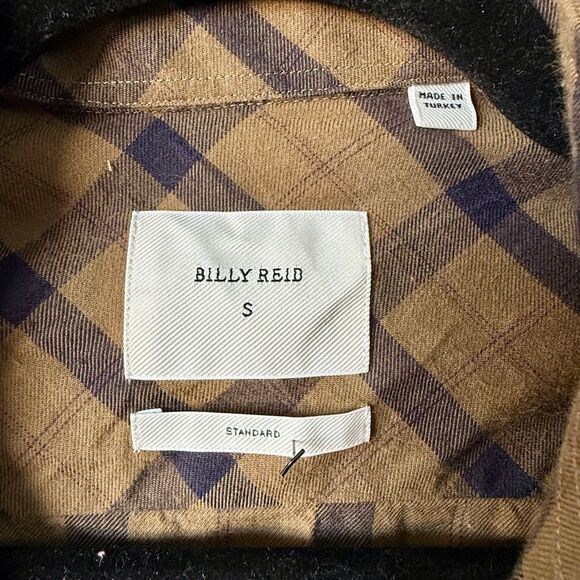 MADE IN
TURKEY
BILLY REID
S
STANDARD